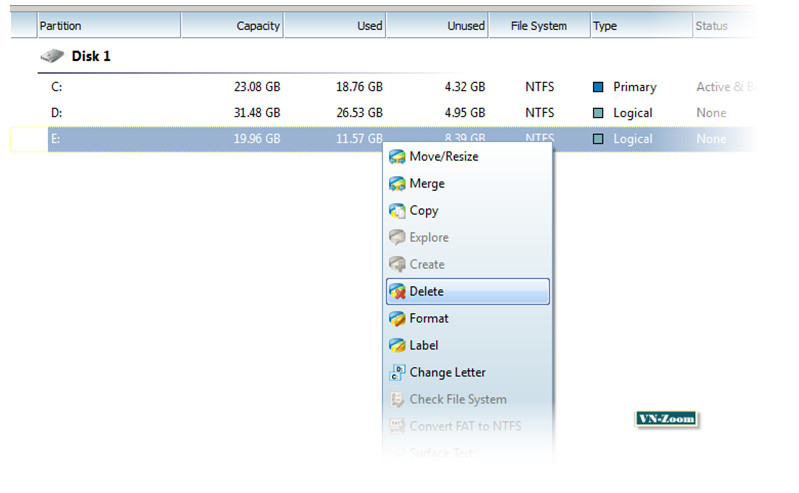 Partition Capacity Used Unused File System Type Status
Disk 1
C: 23.08 GB 18.76 GB 4.32 GB NTFS Primary Active &
D: 31.48 GB 26.53 GB 4.95 GB NTFS Logical None
E: 19.96 GB 11.57 GB 8.39 GB NTFS Logical None
Move/Resize
Merge
Copy
Explore
Create
Delete
Format
Label
Change Letter
Check File System
Convert FAT to NTFS
Surface Test
VN-Zoom